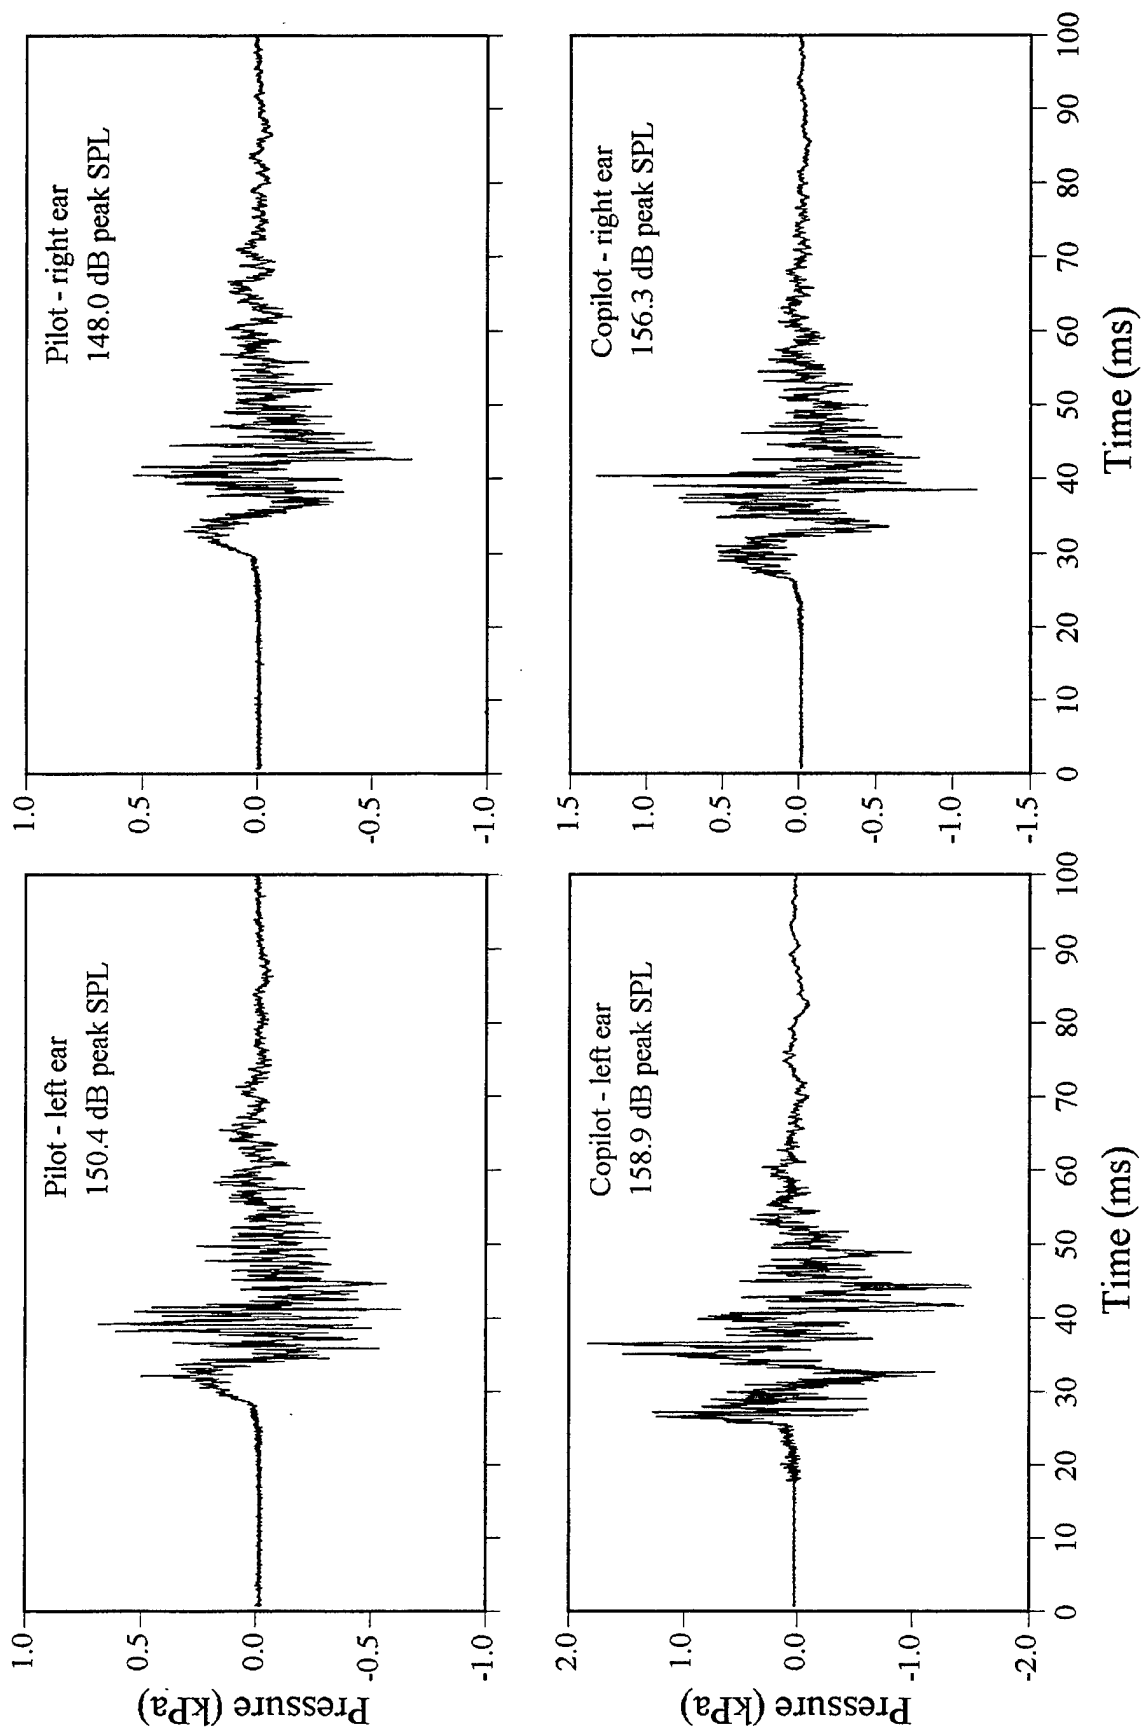 Pilot - left ear
150.4 dB peak SPL
1.0
0.5
0.0
-0.5
-1.0
Pressure (kPa)
Pilot - right ear
148.0 dB peak SPL
1.0
0.5
0.0
-0.5
-1.0
Copilot - left ear
158.9 dB peak SPL
2.0
1.0
0.0
-1.0
-2.0
Pressure (kPa)
0 10 20 30 40 50 60 70 80 90 100
Time (ms)
Copilot - right ear
156.3 dB peak SPL
1.5
1.0
0.5
0.0
-0.5
-1.0
-1.5
0 10 20 30 40 50 60 70 80 90 100
Time (ms)